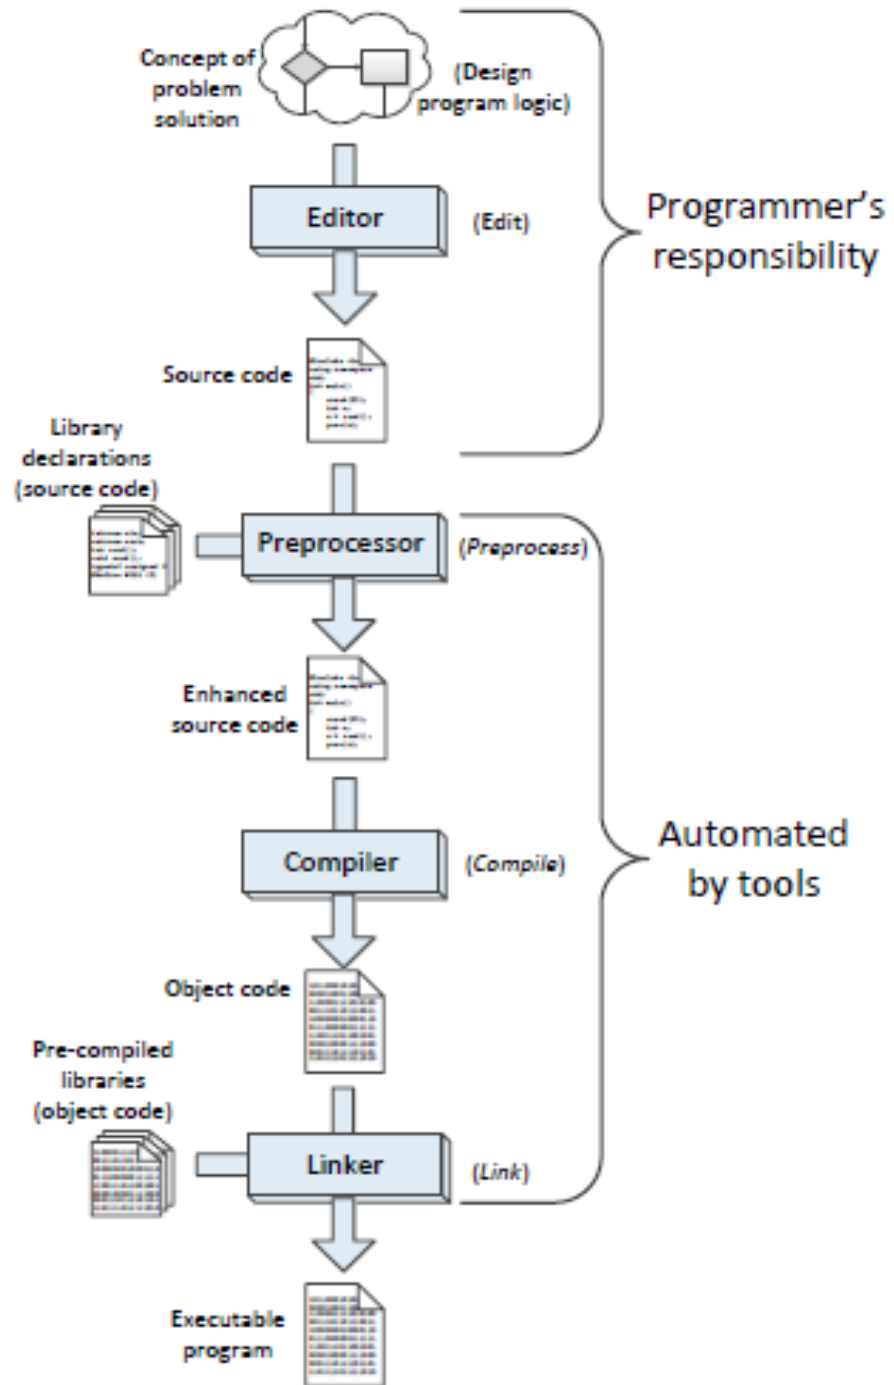 Concept of
problem
solution
(Design
program logic)
Editor
(Edit)
Programmer's
responsibility
Source code
Library
declarations
(source code)
Preprocessor
(Preprocess)
Enhanced
source code
Compiler
(Compile)
Automated
by tools
Object code
Pre-compiled
libraries
(object code)
Linker
(Link)
Executable
program